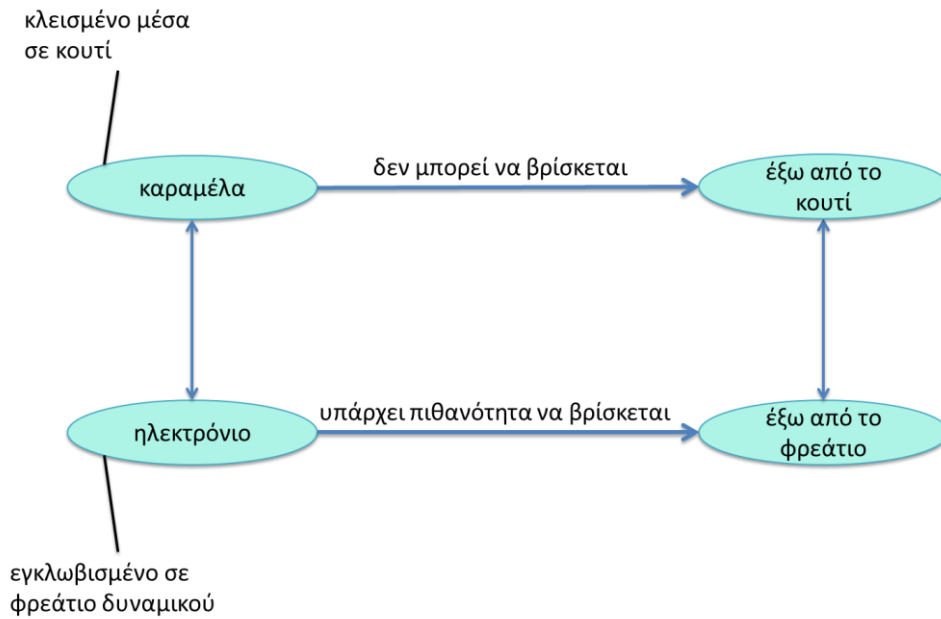 κλεισμένο μέσα
σε κουτί
καραμέλα
δεν μπορεί να βρίσκεται
έξω από το
κουτί
ηλεκτρόνιο
υπάρχει πιθανότητα να βρίσκεται
έξω από το
φρεάτιο
εγκλωβισμένο σε
φρεάτιο δυναμικού